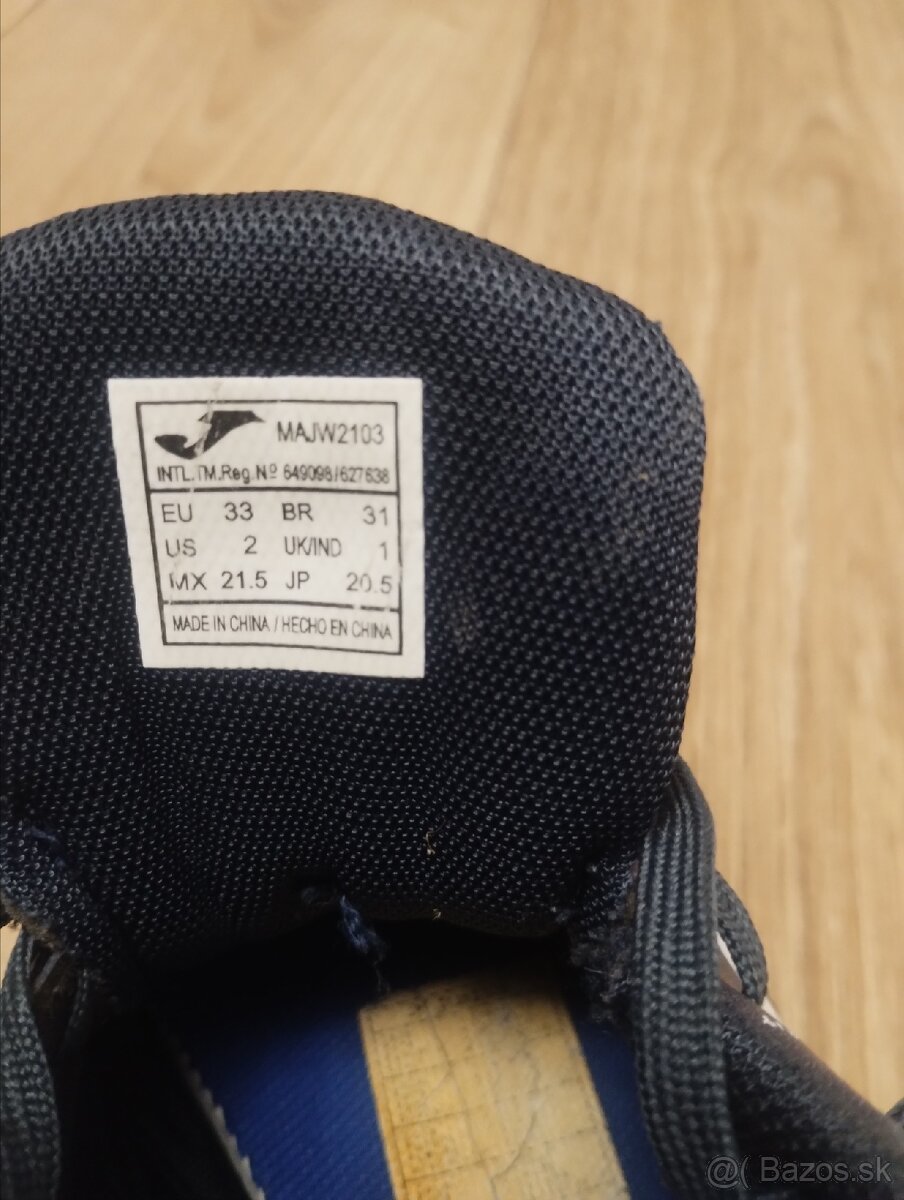 MAJW2103
INTL.TM.Reg.Nº 649098/627638
EU 33 BR 31
US 2 UK/IND 1
MX 21.5 JP 20.5
MADE IN CHINA / HECHO EN CHINA
@( Bazos.sk